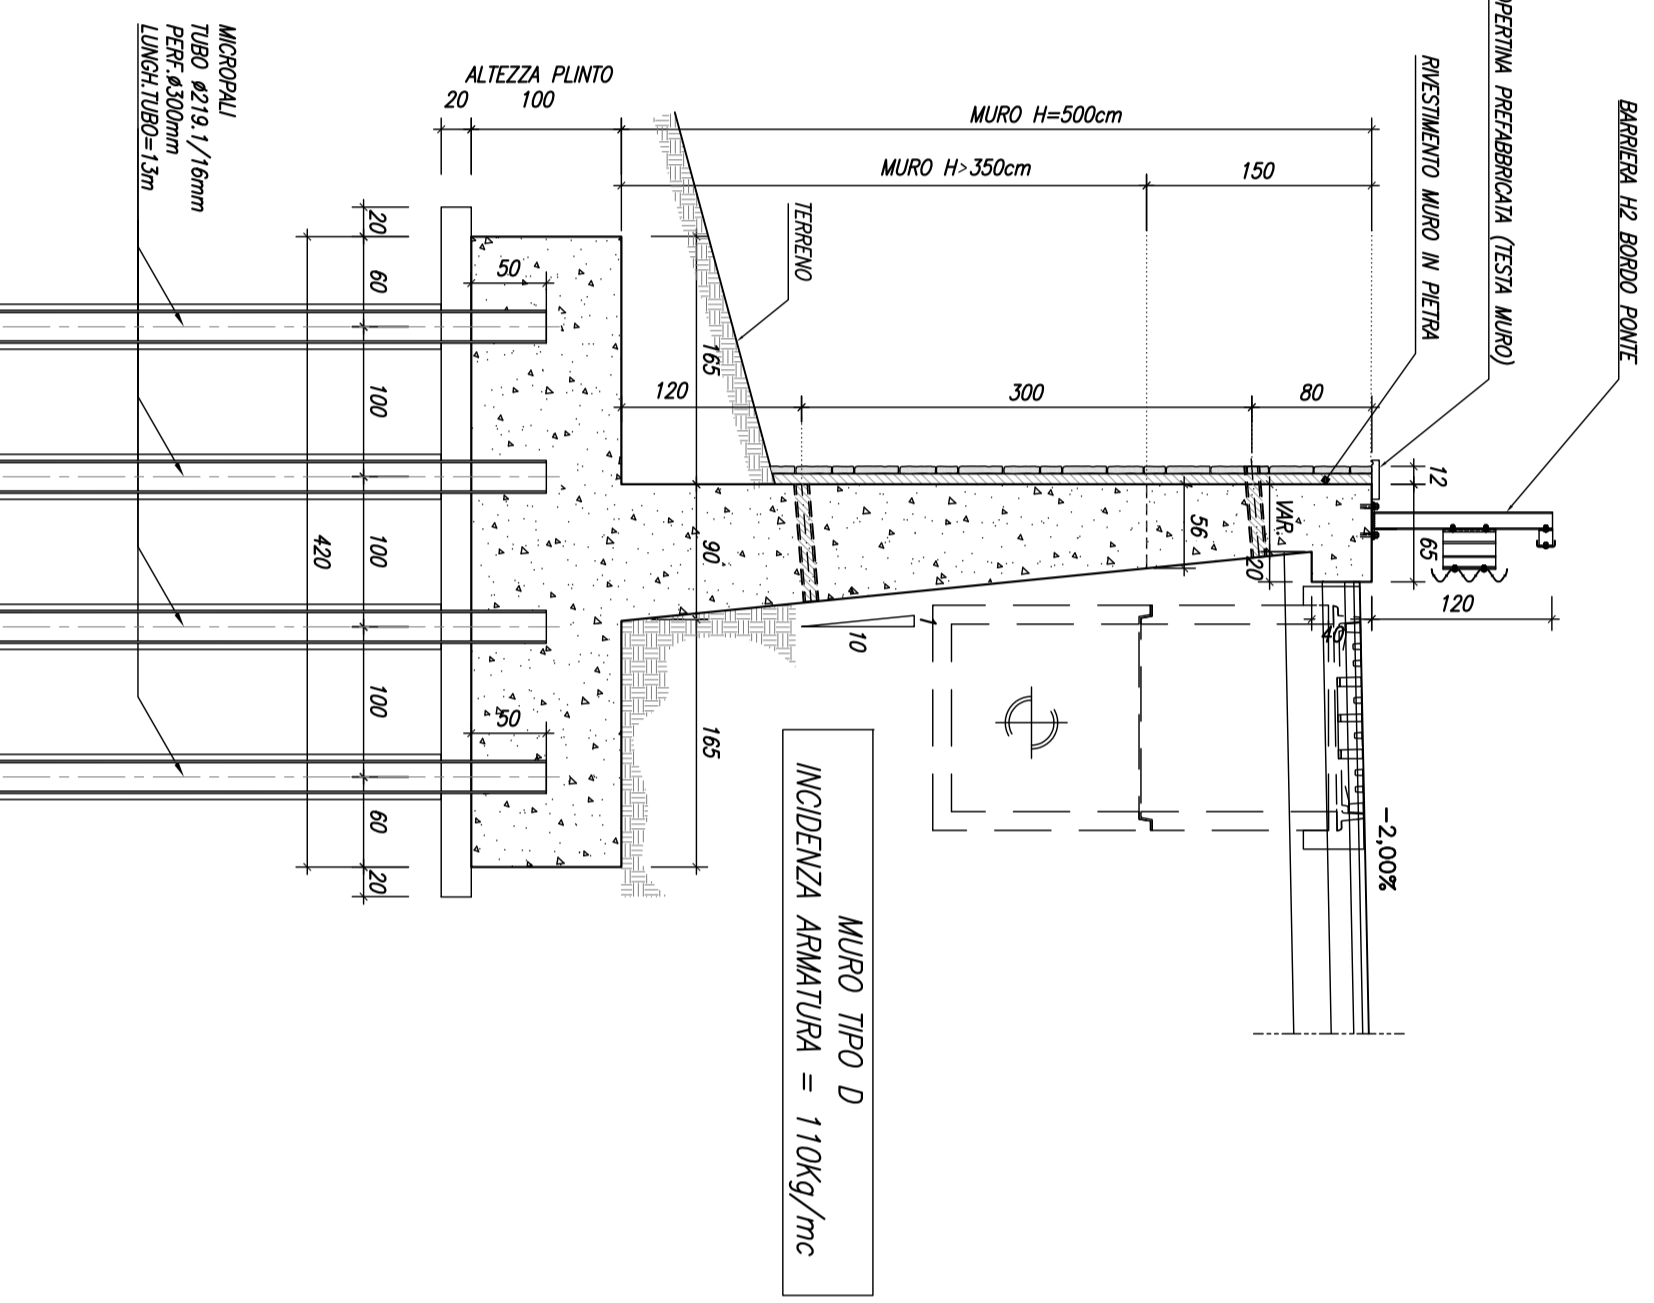 BARRIERA H2 BORDO PONTE
OPERTINA PREFABBRICATA (TESTA MURO)
RIVESTIMENTO MURO IN PIETRA
MURO H=500cm
MURO H>350cm
150
TERRENO
ALTEZZA PLINTO
20
100
MICROPALI
TUBO ø219.1/16mm
PERF.ø300mm
LUNGH.TUBO=13m
120
300
80
12
65
120
VAR.
20
56
40
165
90
165
1
10
-2,00%
50
50
20
60
100
100
100
60
20
420
MURO TIPO D
INCIDENZA ARMATURA = 110Kg/mc